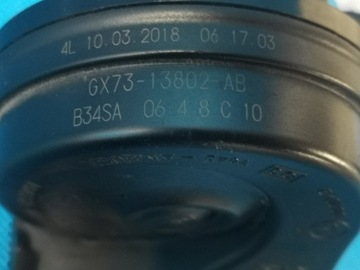 4L 10.03.2018 06.17.03
GX73-13802-AB
B34SA 06 4 8 C 10